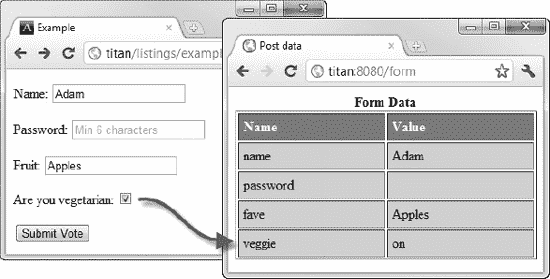 Example
titan/listings/example
Name: Adam
Password: Min 6 characters
Fruit: Apples
Are you vegetarian:
Submit Vote
Post data
titan:8080/form
Form Data
Name Value
name Adam
password
fave Apples
veggie on